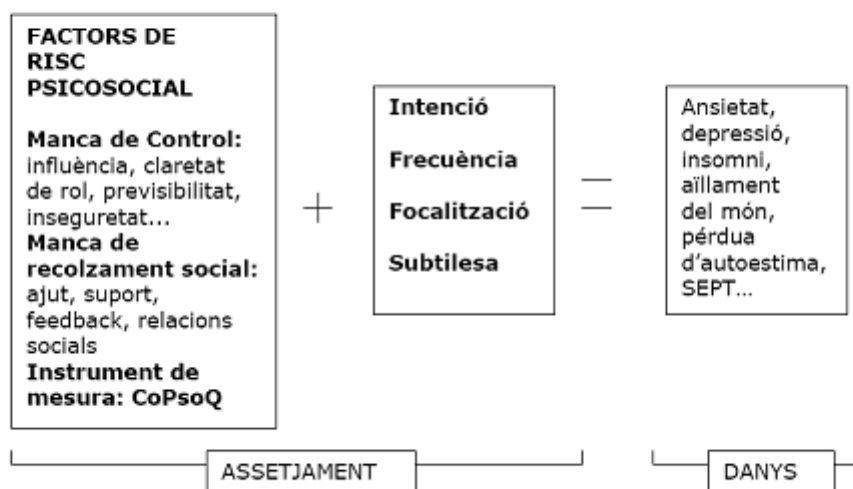 FACTORS DE
RISC
PSICOSOCIAL
Manca de Control:
influència, claretat
de rol, previsibilitat,
inseguretat...
Manca de
recolzament social:
ajut, suport,
feedback, relacions
socials
Instrument de
mesura: CoPsoQ
+
Intenció
Frecuència
Focalització
Subtilesa
=
Ansietat,
depressió,
insomni,
aïllament
del món,
pérdua
d'autoestima,
SEPT...
ASSETJAMENT
DANYS